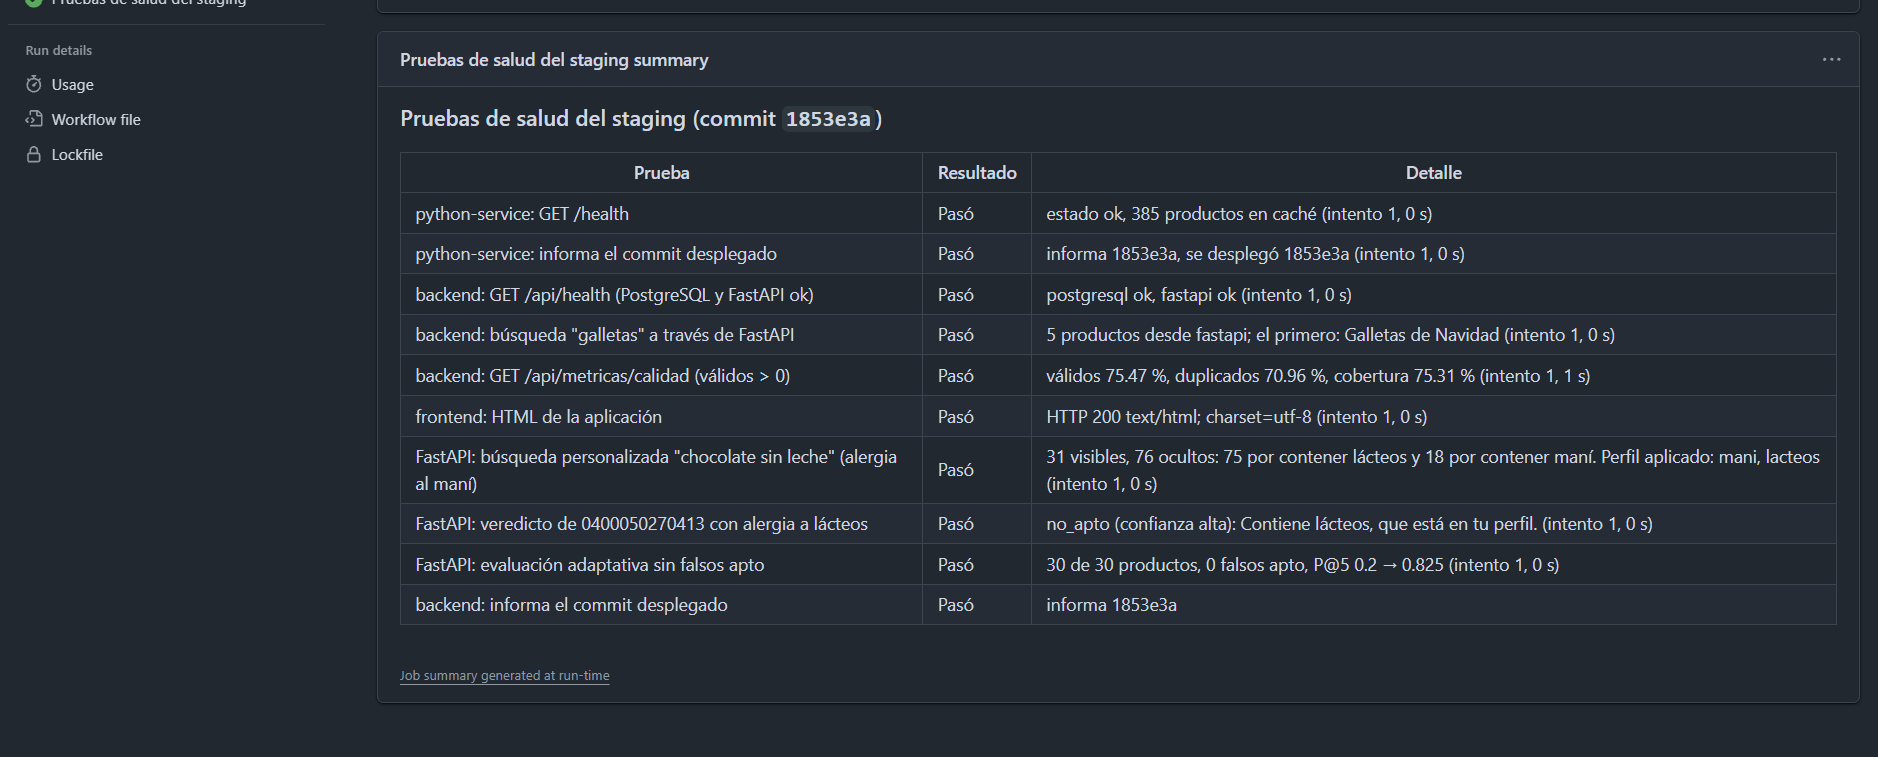 Pruebas de salud del staging
Run details
Usage
Workflow file
Lockfile
Pruebas de salud del staging summary
Pruebas de salud del staging (commit 1853e3a)
Prueba Resultado Detalle
python-service: GET /health Pasó estado ok, 385 productos en caché (intento 1, 0 s)
python-service: informa el commit desplegado Pasó informa 1853e3a, se desplegó 1853e3a (intento 1, 0 s)
backend: GET /api/health (PostgreSQL y FastAPI ok) Pasó postgresql ok, fastapi ok (intento 1, 0 s)
backend: búsqueda "galletas" a través de FastAPI Pasó 5 productos desde fastapi; el primero: Galletas de Navidad (intento 1, 0 s)
backend: GET /api/metricas/calidad (válidos > 0) Pasó válidos 75.47 %, duplicados 70.96 %, cobertura 75.31 % (intento 1, 1 s)
frontend: HTML de la aplicación Pasó HTTP 200 text/html; charset=utf-8 (intento 1, 0 s)
FastAPI: búsqueda personalizada "chocolate sin leche" (alergia
al maní)
Pasó
31 visibles, 76 ocultos: 75 por contener lácteos y 18 por contener maní. Perfil aplicado: mani, lacteos
(intento 1, 0 s)
FastAPI: veredicto de 0400050270413 con alergia a lácteos Pasó no_apto (confianza alta): Contiene lácteos, que está en tu perfil. (intento 1, 0 s)
FastAPI: evaluación adaptativa sin falsos apto Pasó 30 de 30 productos, 0 falsos apto, P@5 0.2 → 0.825 (intento 1, 0 s)
backend: informa el commit desplegado Pasó informa 1853e3a
Job summary generated at run-time